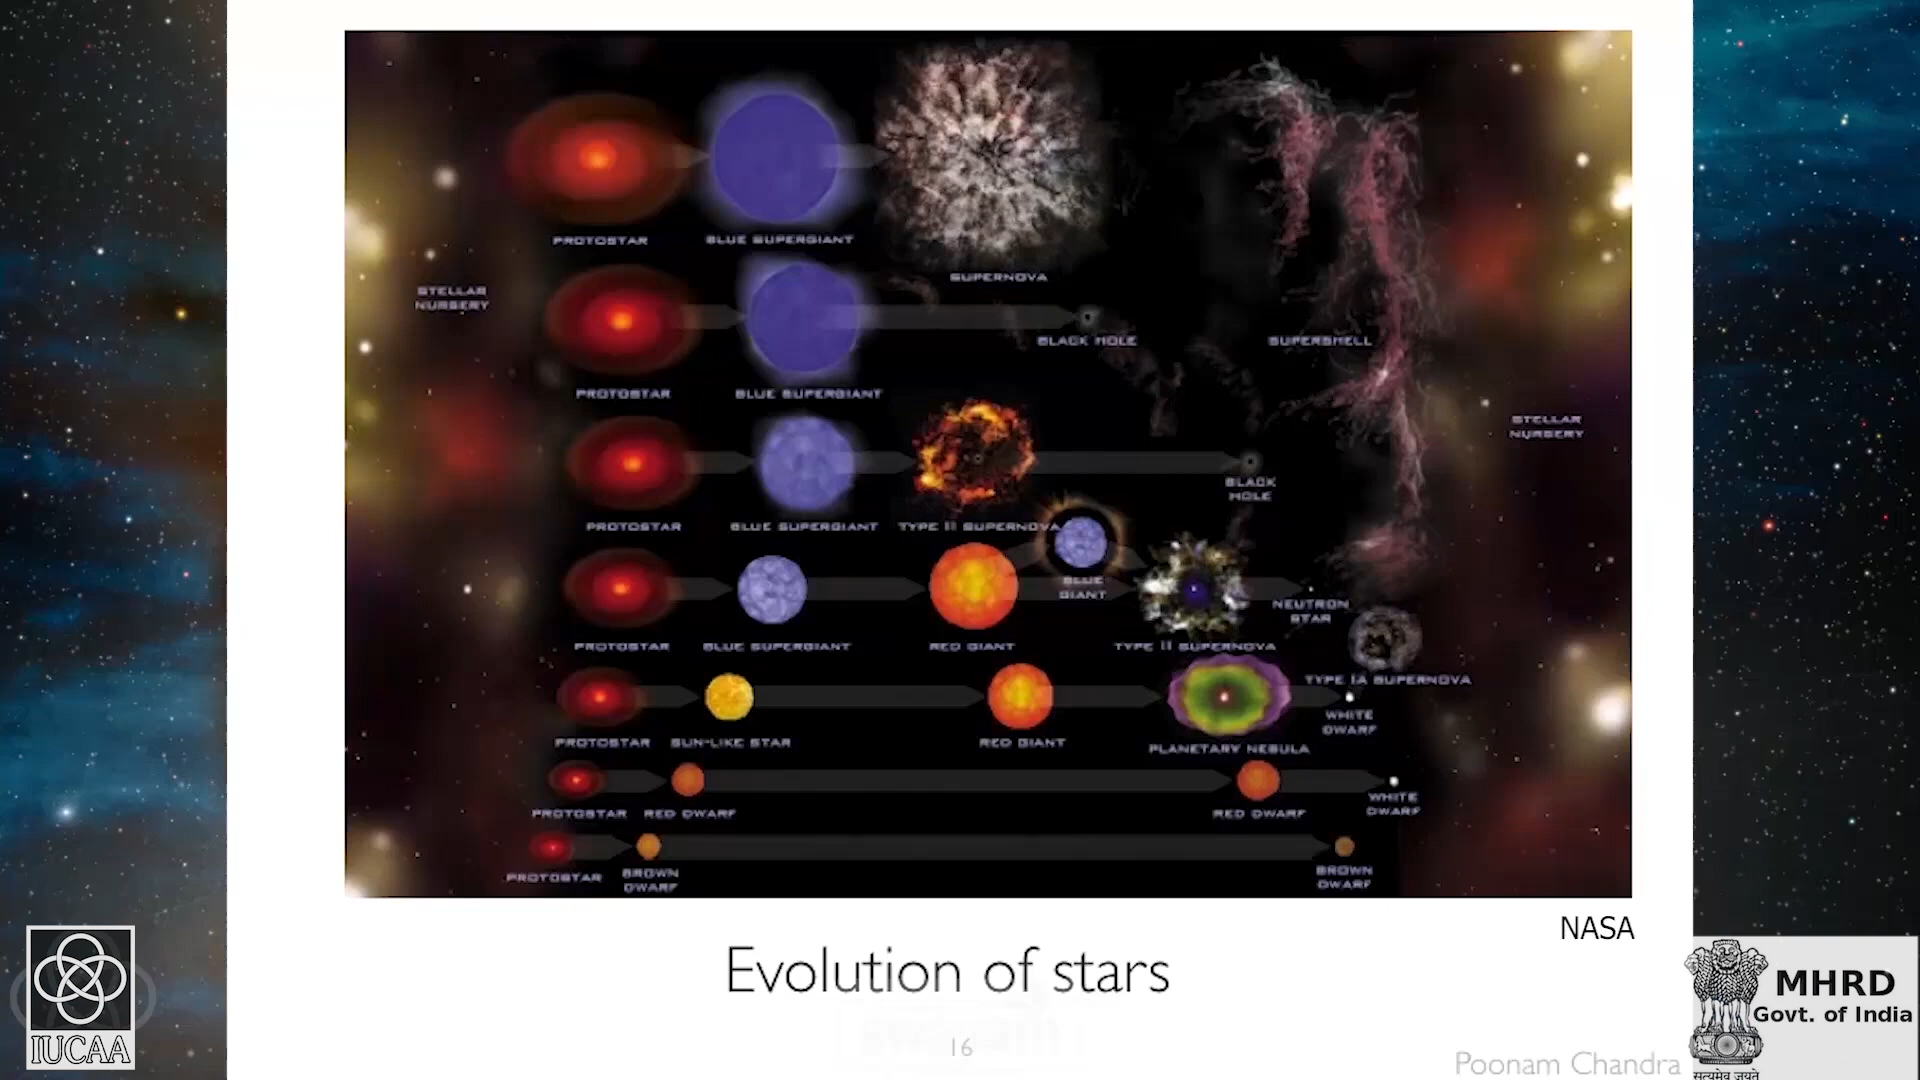 PROTOSTAR
BLUE SUPERGIANT
SUPERNOVA
STELLAR
NURSERY
BLACK HOLE
SUPERSHELL
PROTOSTAR
BLUE SUPERGIANT
STELLAR
NURSERY
BLACK
HOLE
PROTOSTAR
BLUE SUPERGIANT
TYPE II SUPERNOVA
BLUE
GIANT
NEUTRON
STAR
PROTOSTAR
BLUE SUPERGIANT
RED GIANT
TYPE II SUPERNOVA
TYPE IA SUPERNOVA
WHITE
DWARF
PROTOSTAR
SUN-LIKE STAR
RED GIANT
PLANETARY NEBULA
WHITE
DWARF
PROTOSTAR
RED DWARF
RED DWARF
PROTOSTAR
BROWN
DWARF
BROWN
DWARF
NASA
Evolution of stars
16
Poonam Chandra
IUCAA
MHRD
Govt. of India
सत्यमेव जयते